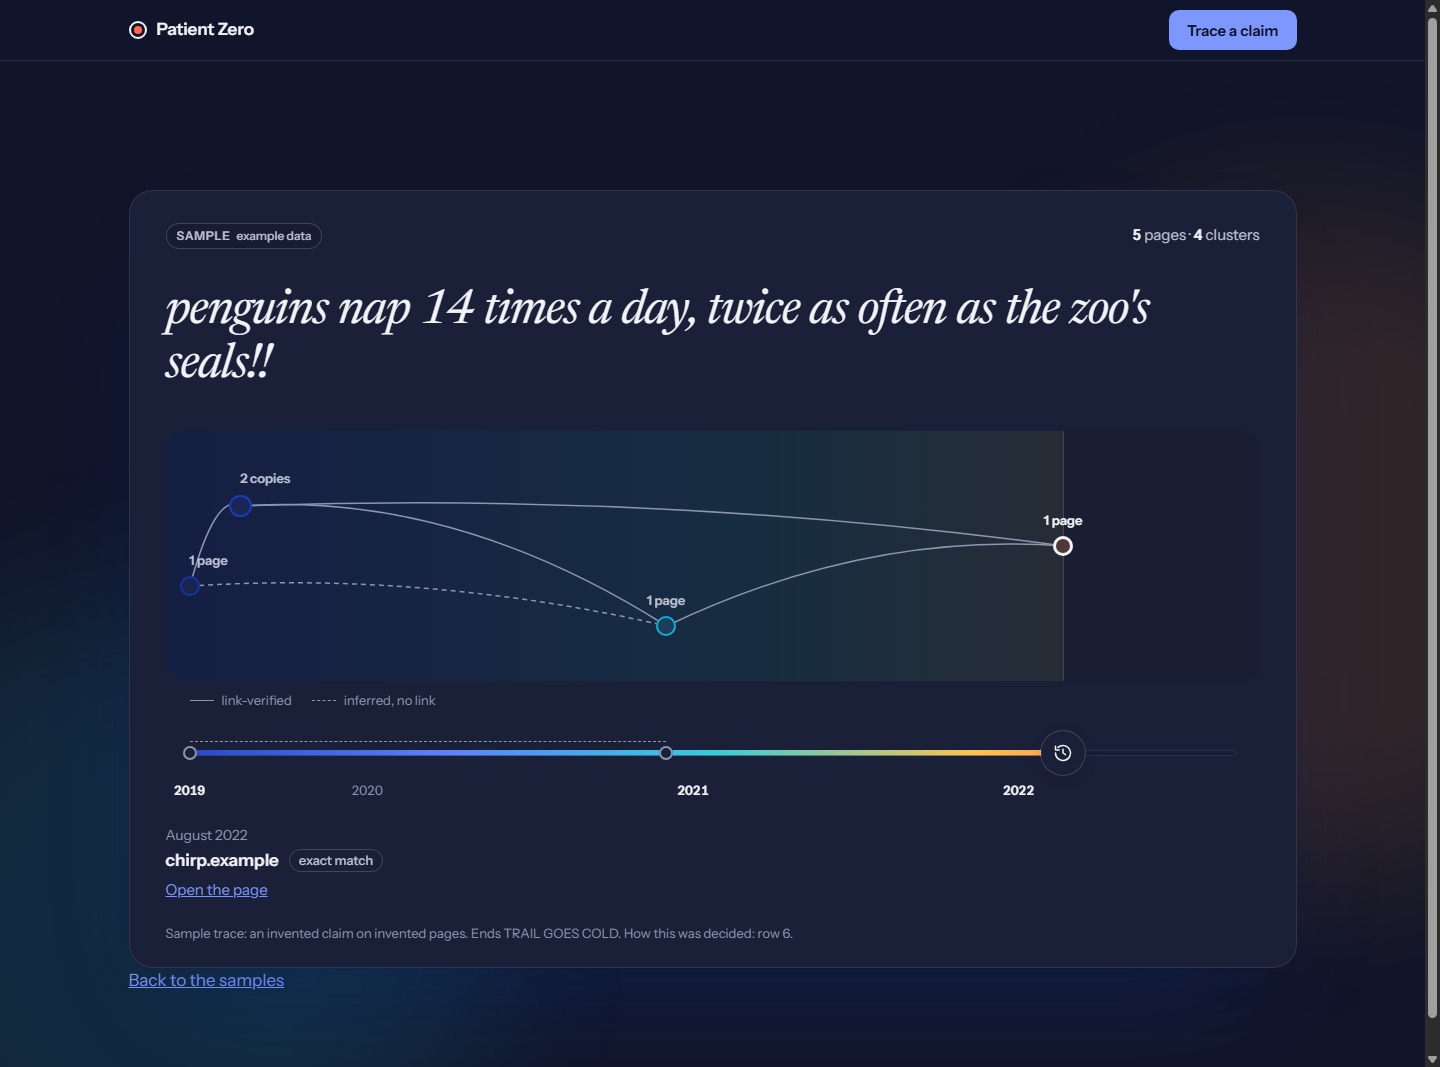 Patient Zero
Trace a claim
SAMPLE example data
5 pages · 4 clusters
penguins nap 14 times a day, twice as often as the zoo's
seals!!
2 copies
1 page
1 page
1 page
link-verified
inferred, no link
2019
2020
2021
2022
August 2022
chirp.example exact match
Open the page
Sample trace: an invented claim on invented pages. Ends TRAIL GOES COLD. How this was decided: row 6.
Back to the samples